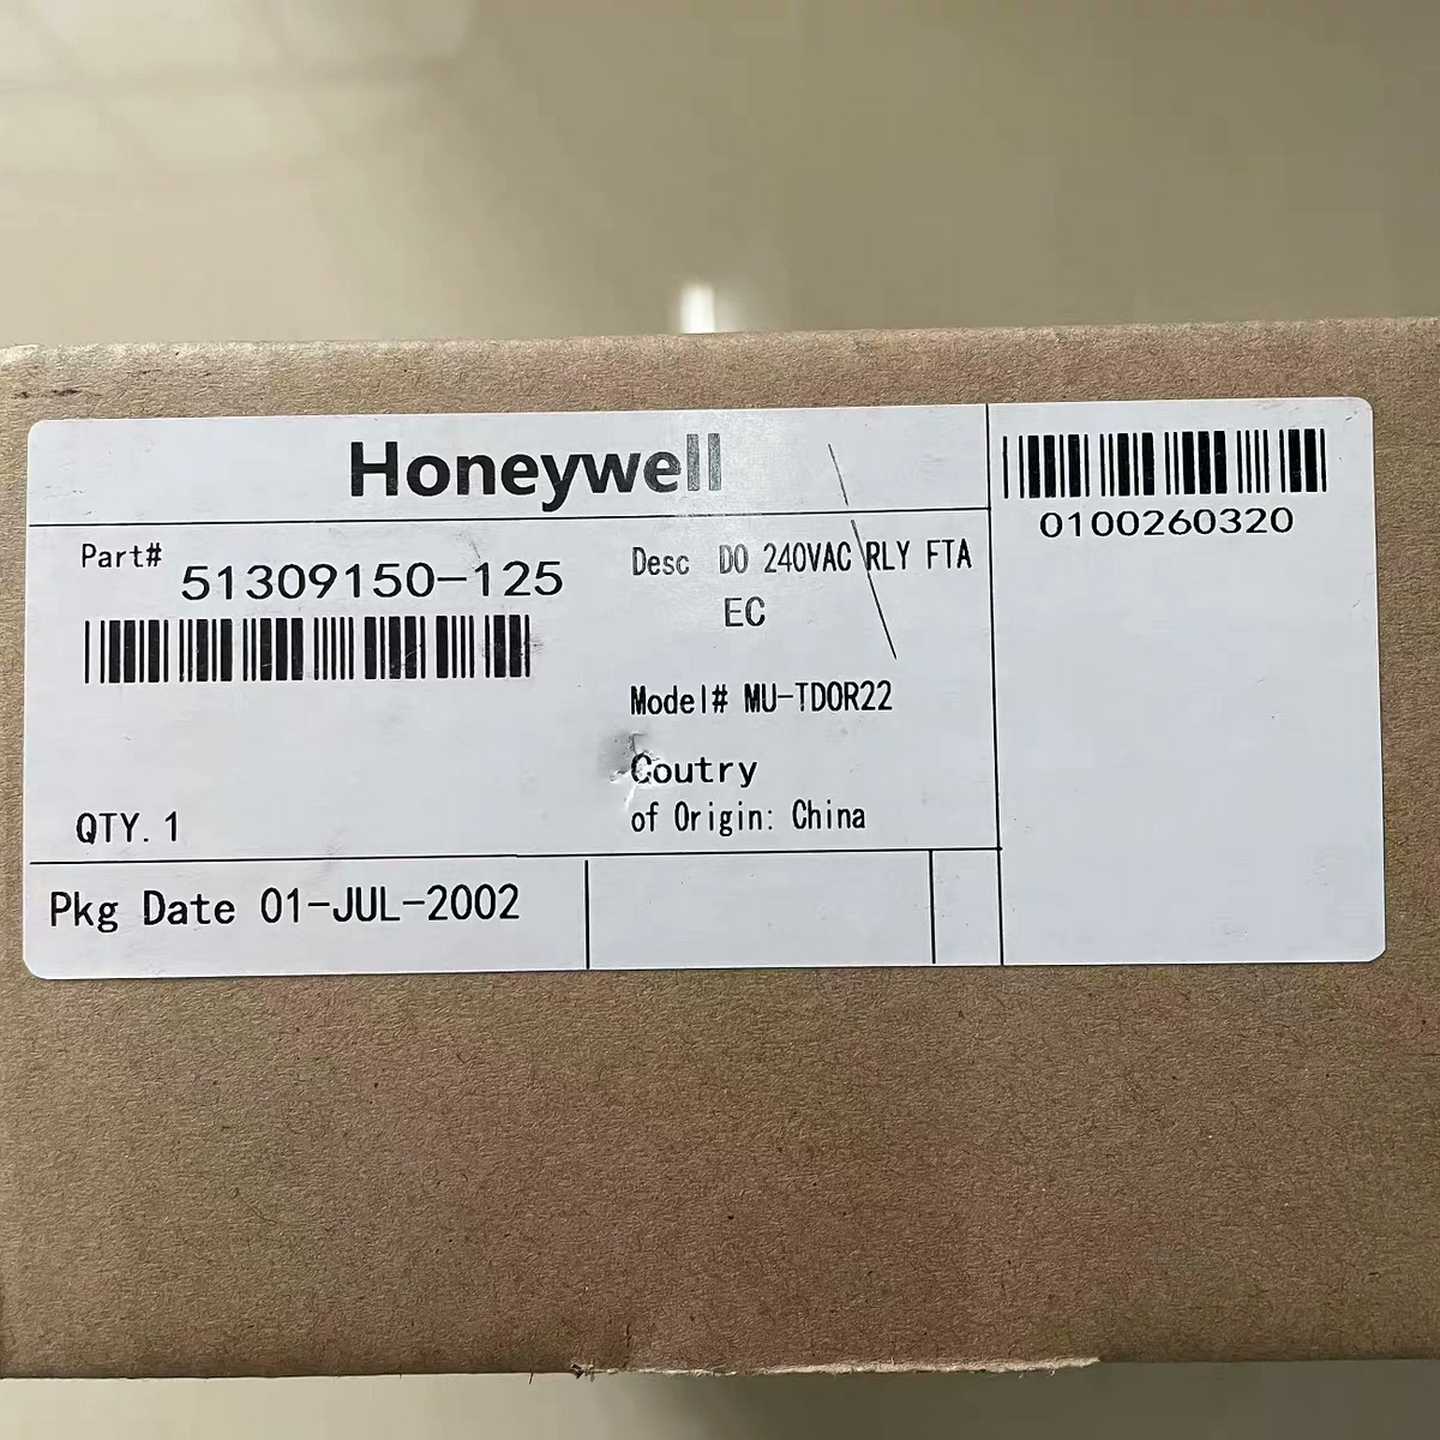 Honeywell
0100260320
Part# 51309150-125
Desc DO 240VAC RLY FTA
EC
Model# MU-TDOR22
Coutry
of Origin: China
QTY. 1
Pkg Date 01-JUL-2002